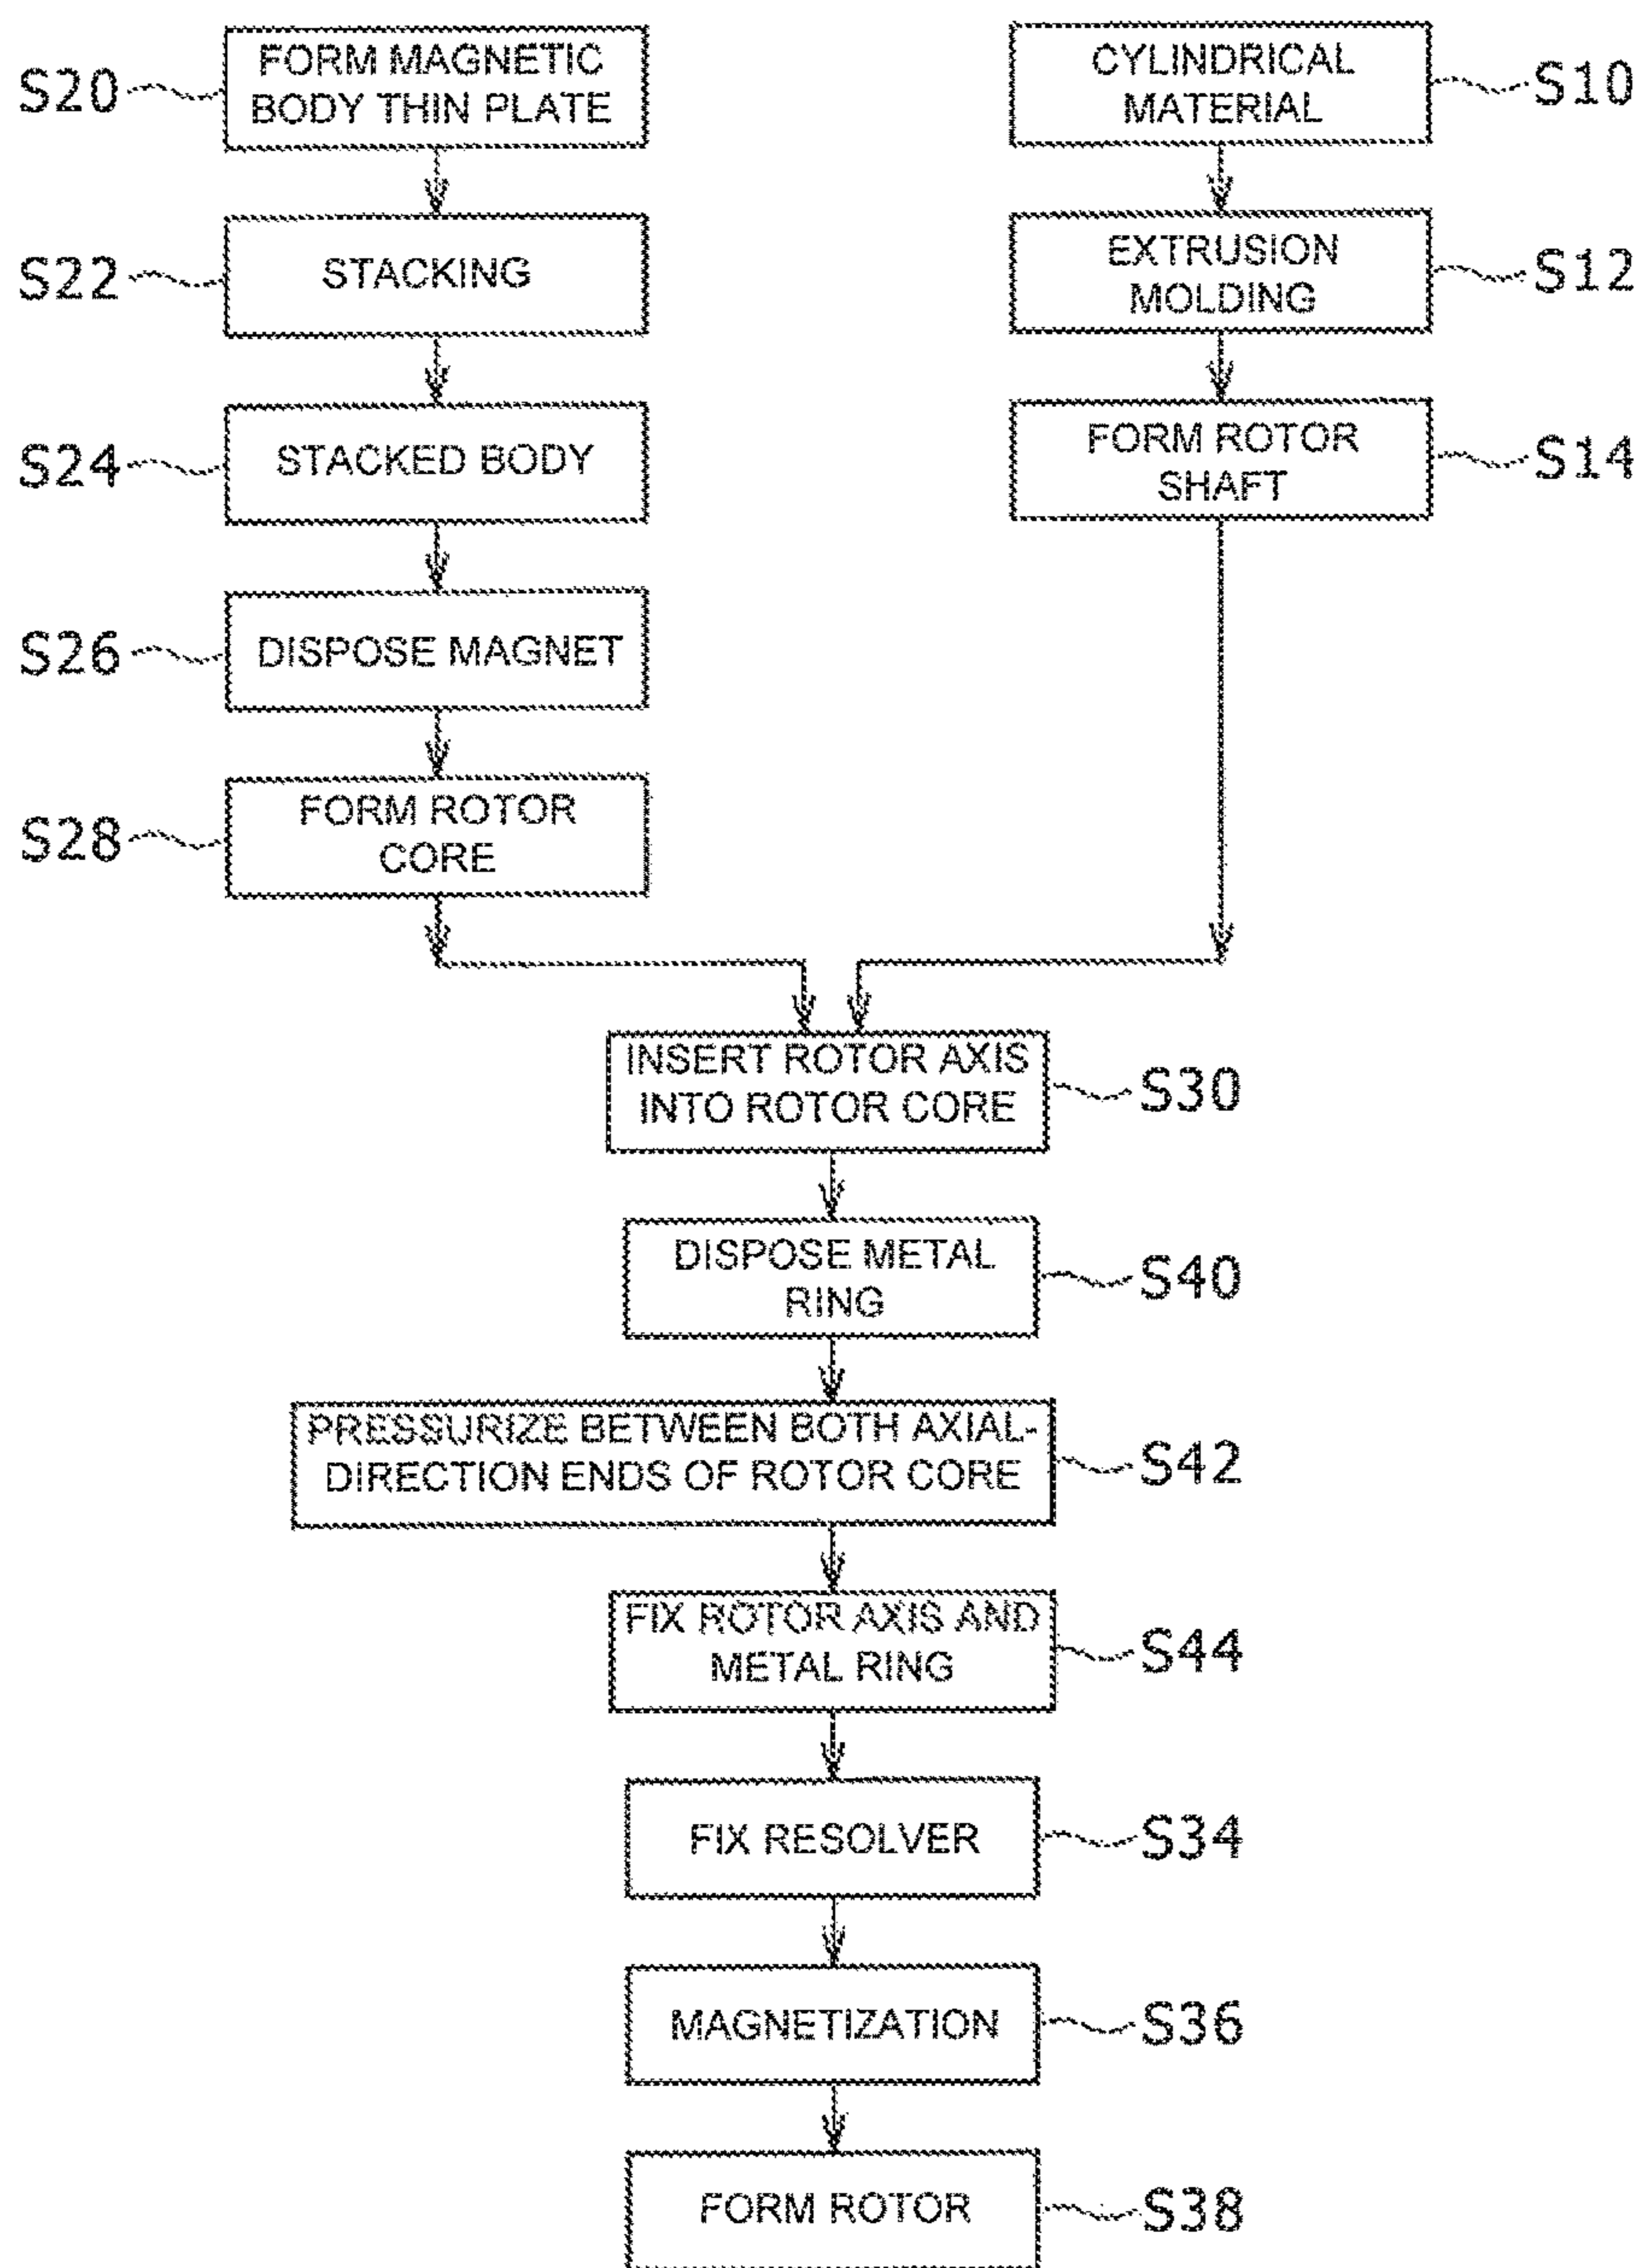 S20
FORM MAGNETIC
BODY THIN PLATE
S22
STACKING
S24
STACKED BODY
S26
DISPOSE MAGNET
S28
FORM ROTOR
CORE
CYLINDRICAL
MATERIAL
S10
EXTRUSION
MOLDING
S12
FORM ROTOR
SHAFT
S14
INSERT ROTOR AXIS
INTO ROTOR CORE
S30
DISPOSE METAL
RING
S40
PRESSURIZE BETWEEN BOTH AXIAL-
DIRECTION ENDS OF ROTOR CORE
S42
FIX ROTOR AXIS AND
METAL RING
S44
FIX RESOLVER
S34
MAGNETIZATION
S36
FORM ROTOR
S38